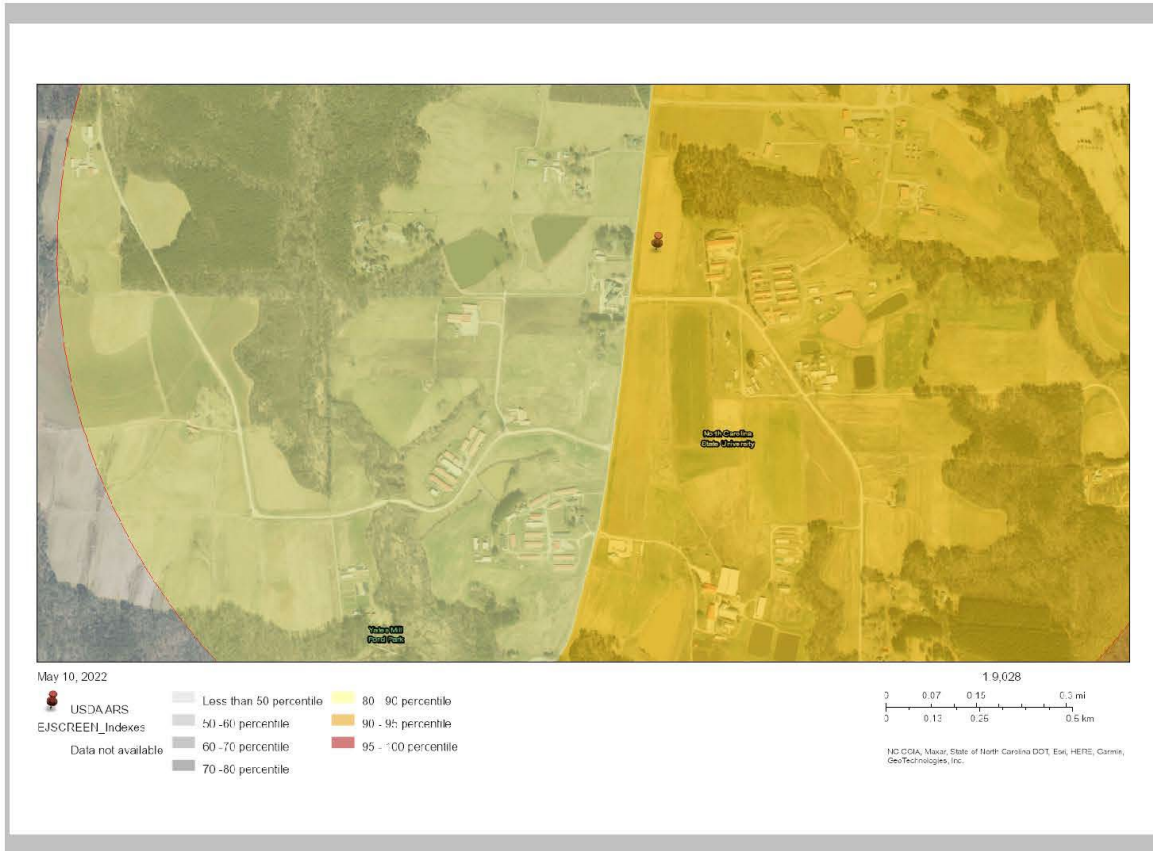 North Carolina
State University
Yates Mill
Pond Park
May 10, 2022
1:9,028
USDA ARS
EJSCREEN_Indexes
Data not available
Less than 50 percentile
50 -60 percentile
60 -70 percentile
70 -80 percentile
80 - 90 percentile
90 - 95 percentile
95 - 100 percentile
0 0.07 0.15 0.3 mi
0 0.13 0.25 0.5 km
NC CGIA, Maxar, State of North Carolina DOT, Esri, HERE, Garmin,
GeoTechnologies, Inc.